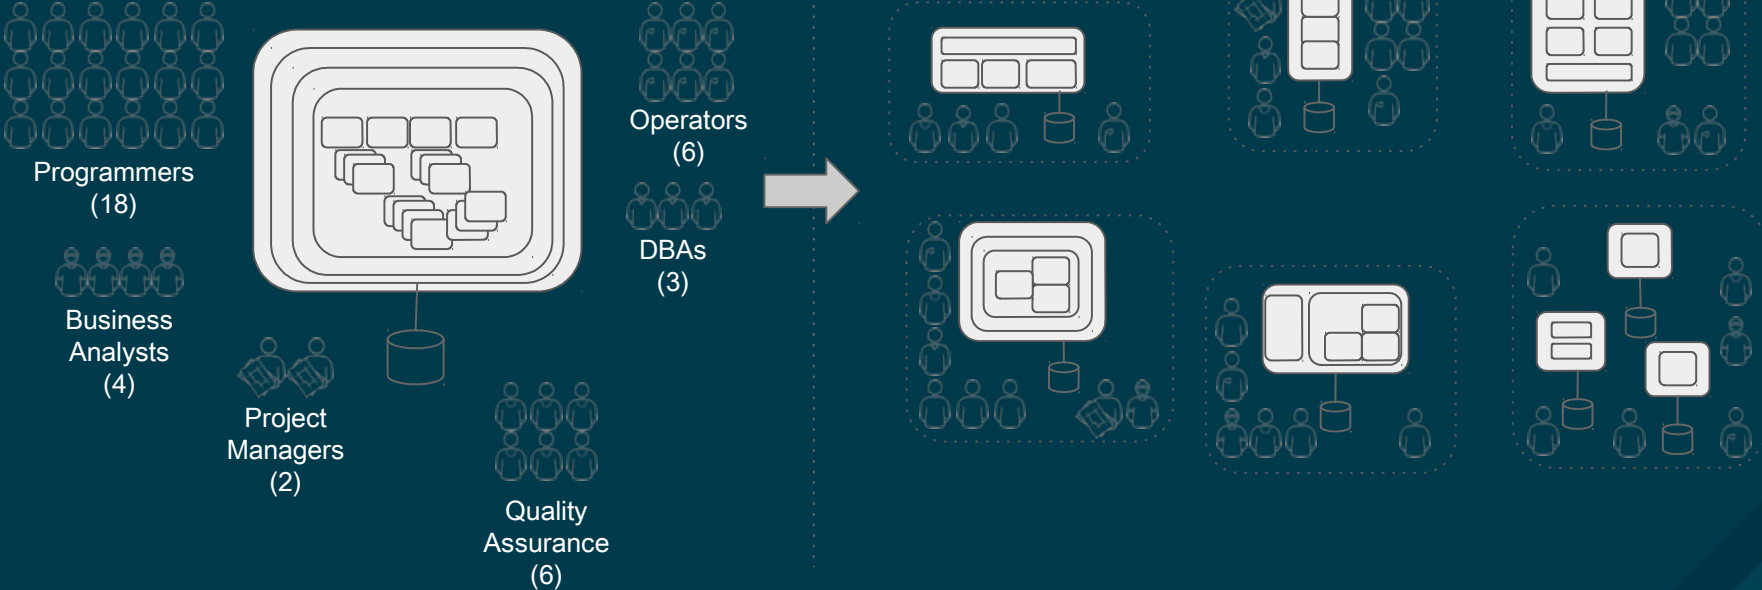 Programmers
(18)
Business
Analysts
(4)
Project
Managers
(2)
Operators
(6)
DBAs
(3)
Quality
Assurance
(6)